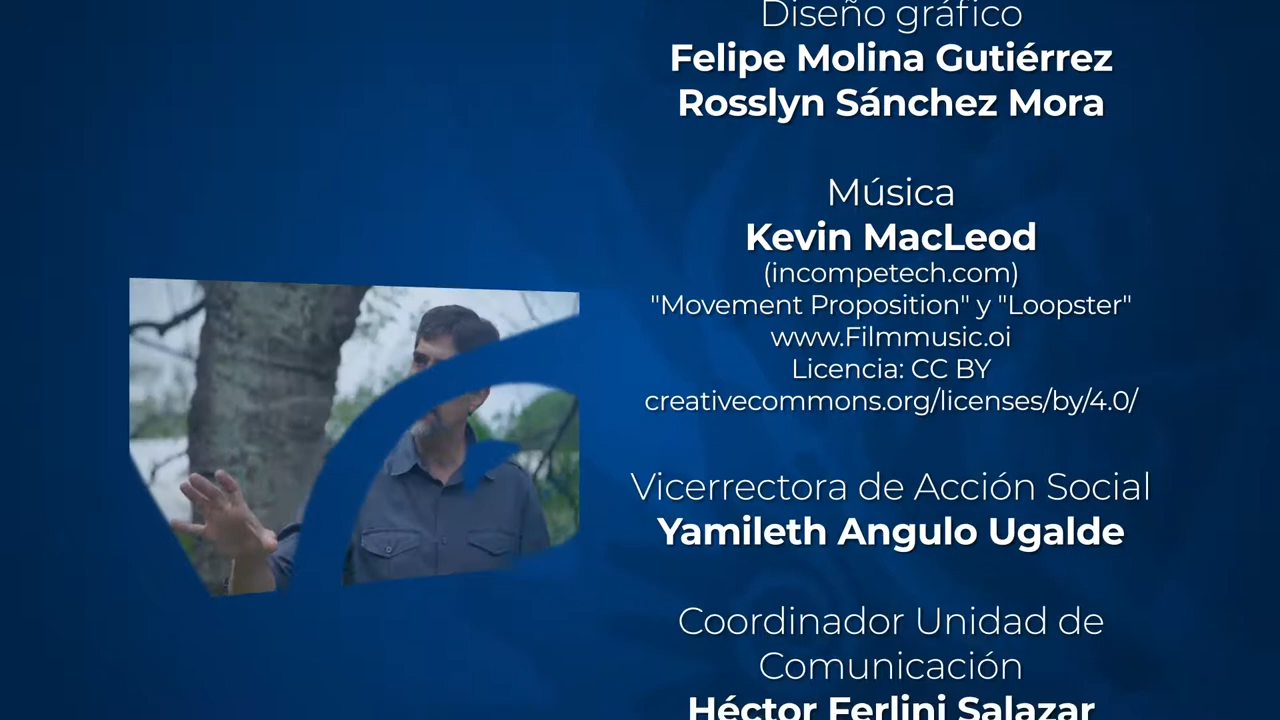 Diseño gráfico
Felipe Molina Gutiérrez
Rosslyn Sánchez Mora
Música
Kevin MacLeod
(incompetech.com)
"Movement Proposition" y "Loopster"
www.Filmmusic.oi
Licencia: CC BY
creativecommons.org/licenses/by/4.0/
Vicerrectora de Acción Social
Yamileth Angulo Ugalde
Coordinador Unidad de
Comunicación
Héctor Ferlini Salazar